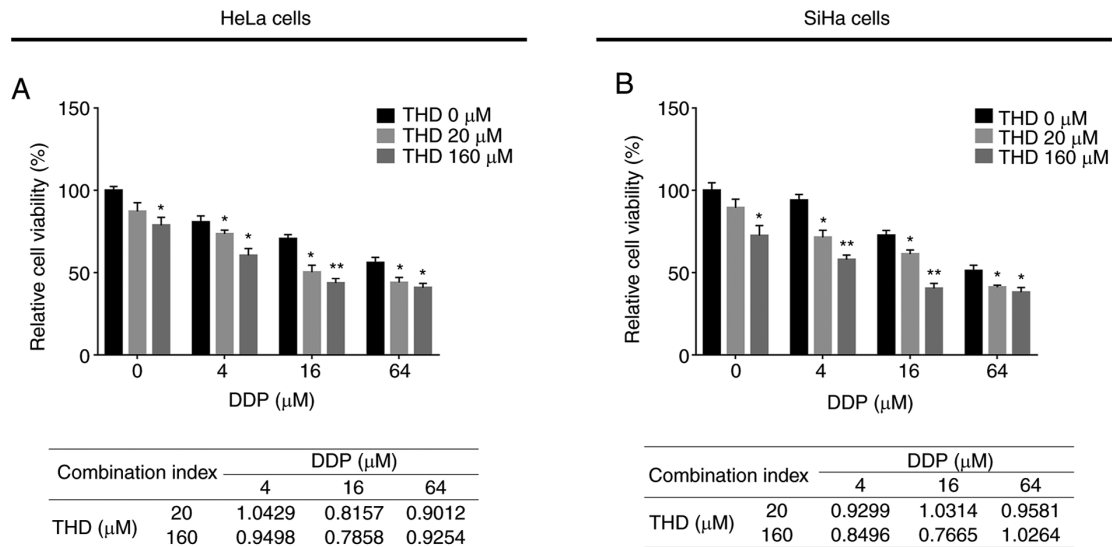 HeLa cells
SiHa cells
A
150
100
50
0
Relative cell viability (%)
THD 0 μM
THD 20 μM
THD 160 μM
*
*
*
*
**
*
*
0 4 16 64
DDP (μM)
Combination index
DDP (μM)
4 16 64
THD (μM)
20 1.0429 0.8157 0.9012
160 0.9498 0.7858 0.9254
B
150
100
50
0
Relative cell viability (%)
THD 0 μM
THD 20 μM
THD 160 μM
*
*
**
*
**
*
*
0 4 16 64
DDP (μM)
Combination index
DDP (μM)
4 16 64
THD (μM)
20 0.9299 1.0314 0.9581
160 0.8496 0.7665 1.0264